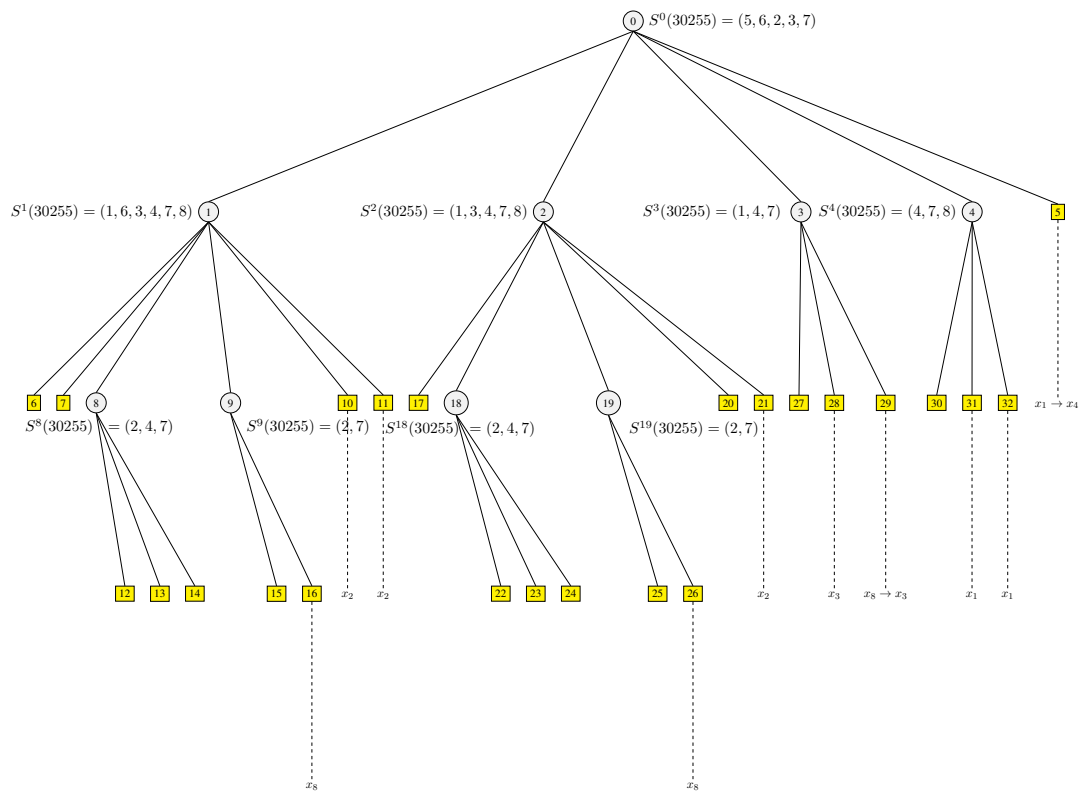 0 S^0(30255) = (5, 6, 2, 3, 7)
S^1(30255) = (1, 6, 3, 4, 7, 8) 1 S^2(30255) = (1, 3, 4, 7, 8) 2 S^3(30255) = (1, 4, 7) 3 S^4(30255) = (4, 7, 8) 4 5
6 7 8 9 10 11 17 18 19 20 21 27 28 29 30 31 32 x_1 → x_4
S^8(30255) = (2, 4, 7) S^9(30255) = (2, 7) S^18(30255) = (2, 4, 7) S^19(30255) = (2, 7)
12 13 14 15 16 x_2 x_2 22 23 24 25 26 x_2 x_3 x_8 → x_3 x_1 x_1
x_8 x_8